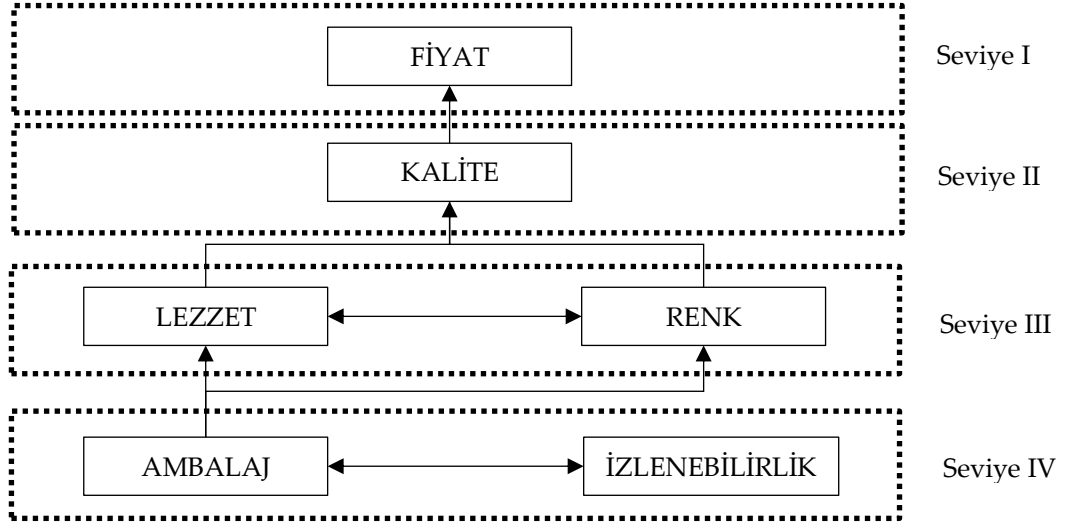 FİYAT
Seviye I
KALİTE
Seviye II
LEZZET
RENK
Seviye III
AMBALAJ
İZLENEBİLİRLİK
Seviye IV